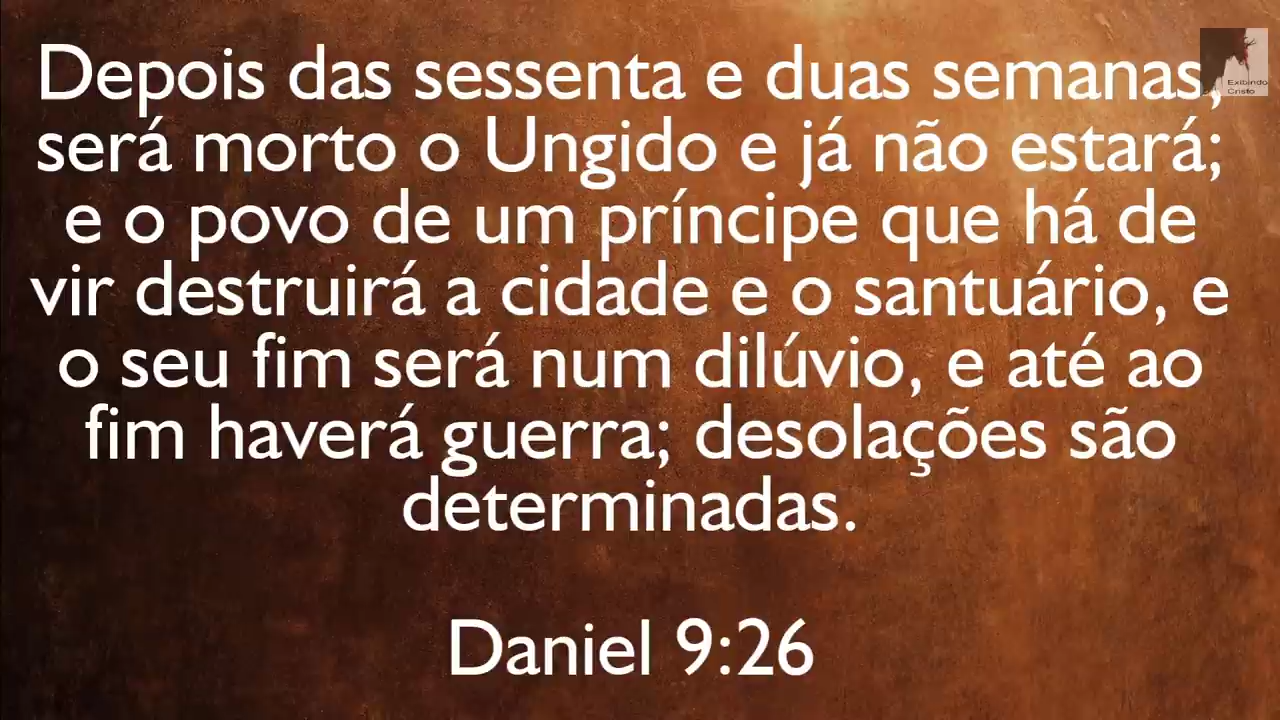 Depois das sessenta e duas semanas,
será morto o Ungido e já não estará;
e o povo de um príncipe que há de
vir destruirá a cidade e o santuário, e
o seu fim será num dilúvio, e até ao
fim haverá guerra; desolações são
determinadas.
Daniel 9:26
Exibindo
Cristo